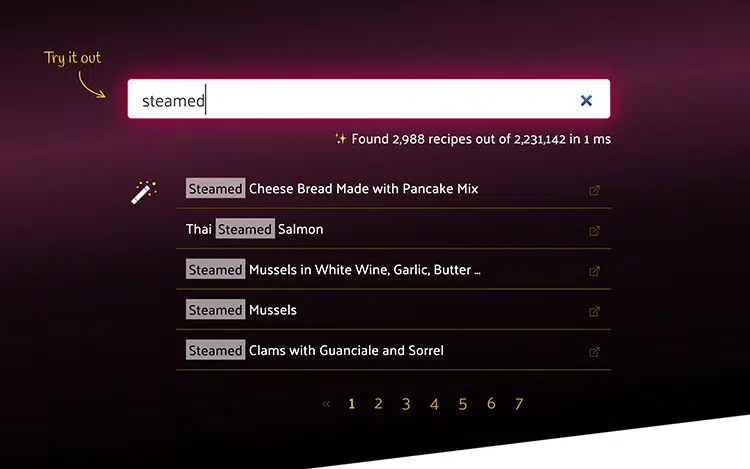 Try it out
steamed
✨ Found 2,988 recipes out of 2,231,142 in 1 ms
Steamed Cheese Bread Made with Pancake Mix
Thai Steamed Salmon
Steamed Mussels in White Wine, Garlic, Butter ...
Steamed Mussels
Steamed Clams with Guanciale and Sorrel
« 1 2 3 4 5 6 7